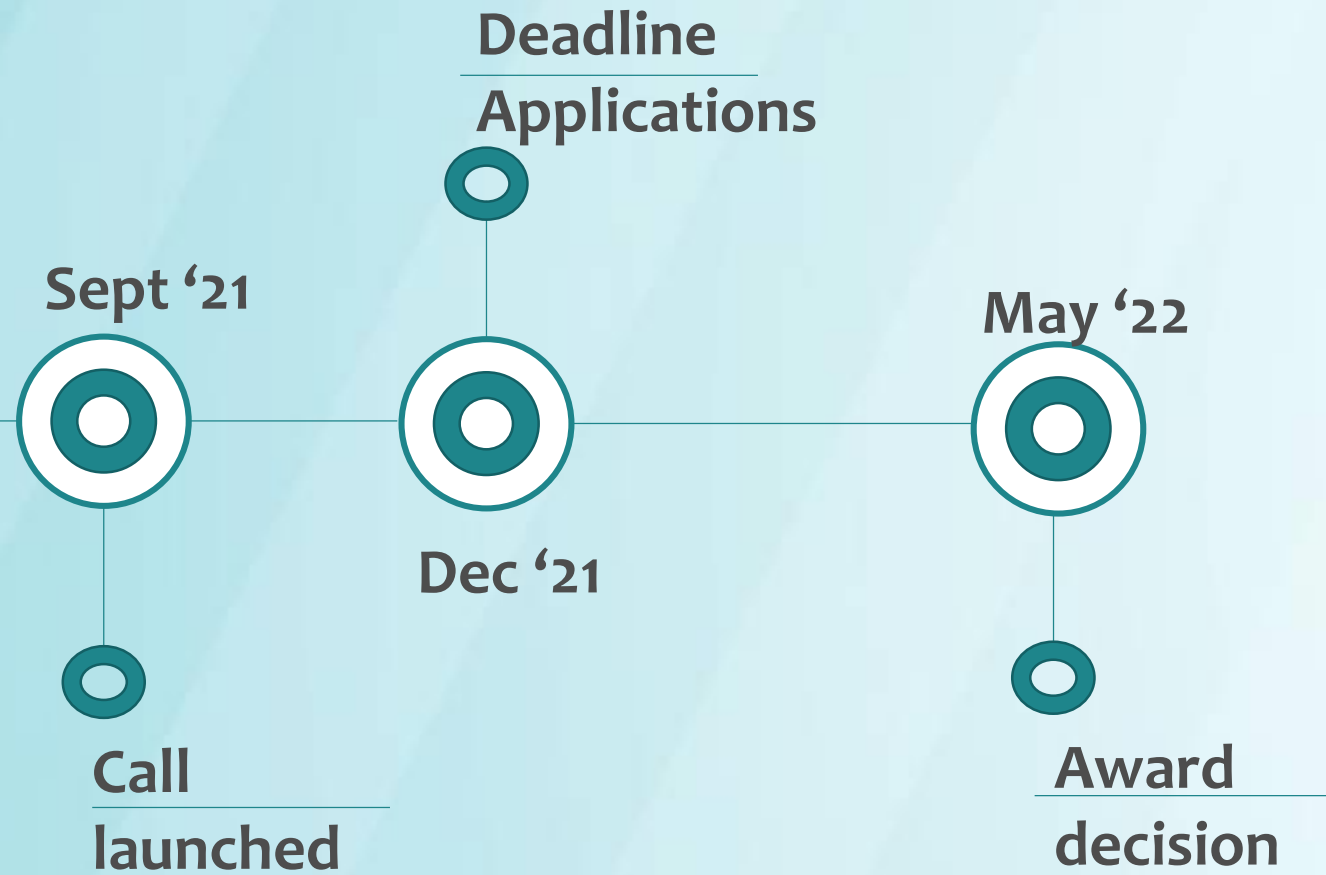 Deadline
Applications
Sept ‘21
May ‘22
Dec ‘21
Call
launched
Award
decision